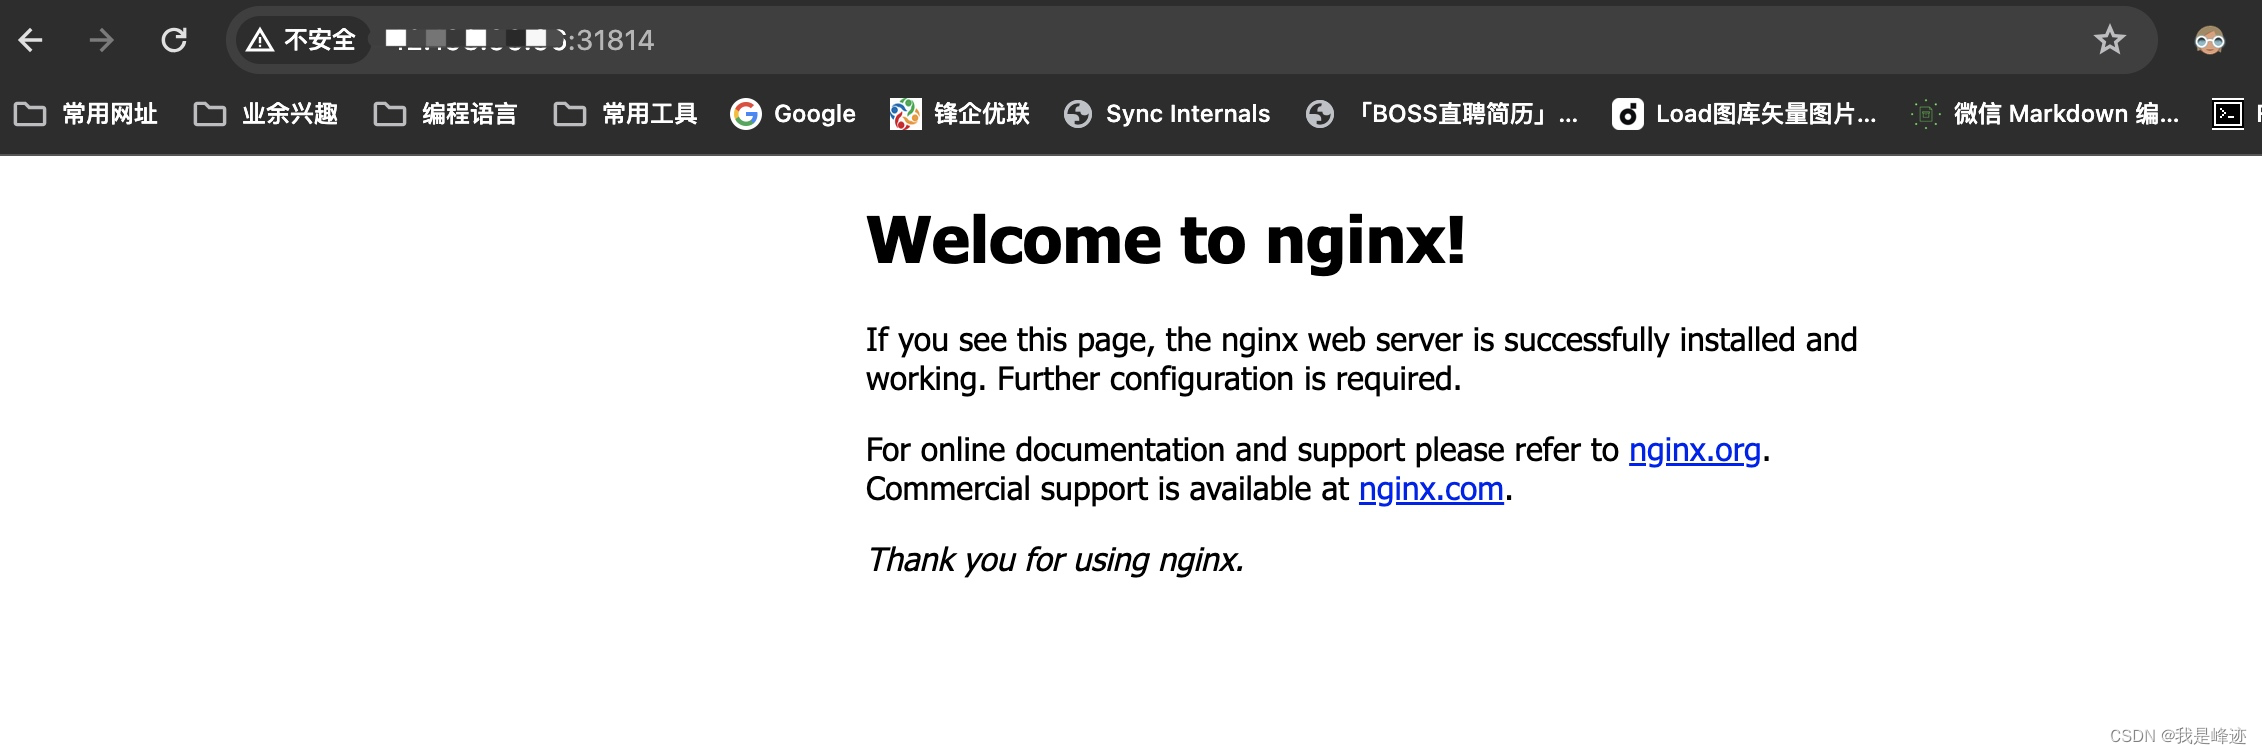 不安全 :31814
常用网址 业余兴趣 编程语言 常用工具 Google 锋企优联 Sync Internals 「BOSS直聘简历」... Load图库矢量图片... 微信 Markdown 编...
Welcome to nginx!
If you see this page, the nginx web server is successfully installed and
working. Further configuration is required.
For online documentation and support please refer to nginx.org.
Commercial support is available at nginx.com.
Thank you for using nginx.
CSDN @我是峰迹